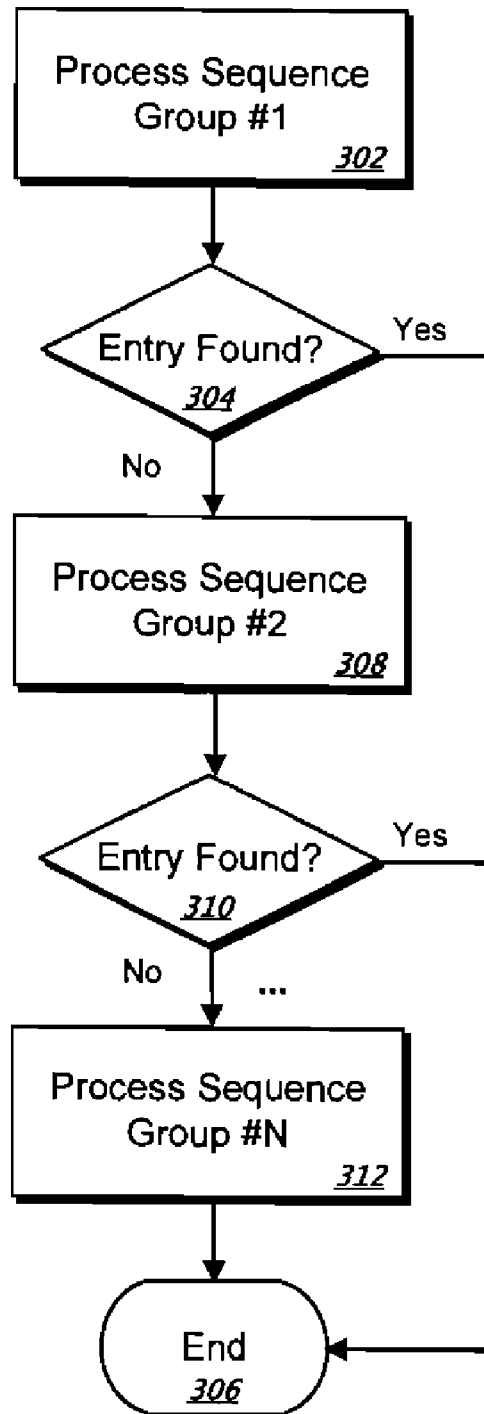 Process Sequence
Group #1
302
Entry Found?
304
Yes
No
Process Sequence
Group #2
308
Entry Found?
310
Yes
No
...
Process Sequence
Group #N
312
End
306